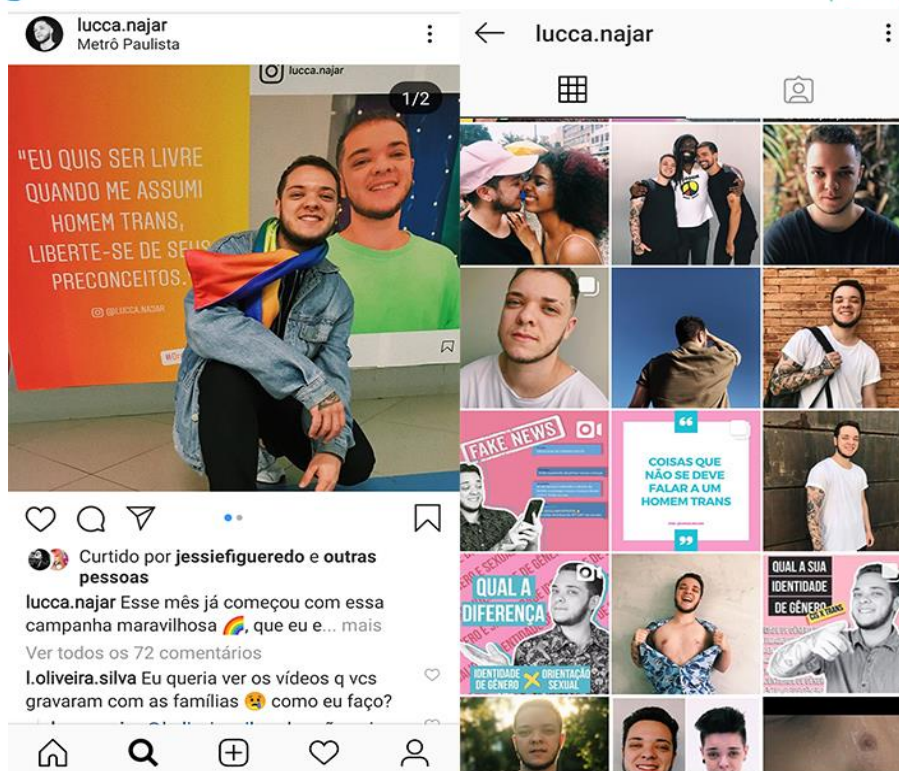 lucca.najar
Metrô Paulista
lucca.najar
1/2
"EU QUIS SER LIVRE
QUANDO ME ASSUMI
HOMEM TRANS,
LIBERTE-SE DE SEUS
PRECONCEITOS.
@LUCCA.NAJAR
Curtido por jessiefigueredo e outras
pessoas
lucca.najar Esse mês já começou com essa
campanha maravilhosa 🌈, que eu e... mais
Ver todos os 72 comentários
l.oliveira.silva Eu queria ver os vídeos q vcs
gravaram com as famílias 😢 como eu faço?
lucca.najar
FAKE NEWS
COISAS QUE
NÃO SE DEVE
FALAR A UM
HOMEM TRANS
QUAL A
DIFERENÇA
IDENTIDADE
DE GÊNERO
ORIENTAÇÃO
SEXUAL
QUAL A SUA
IDENTIDADE
DE GÊNERO
CIS X TRANS